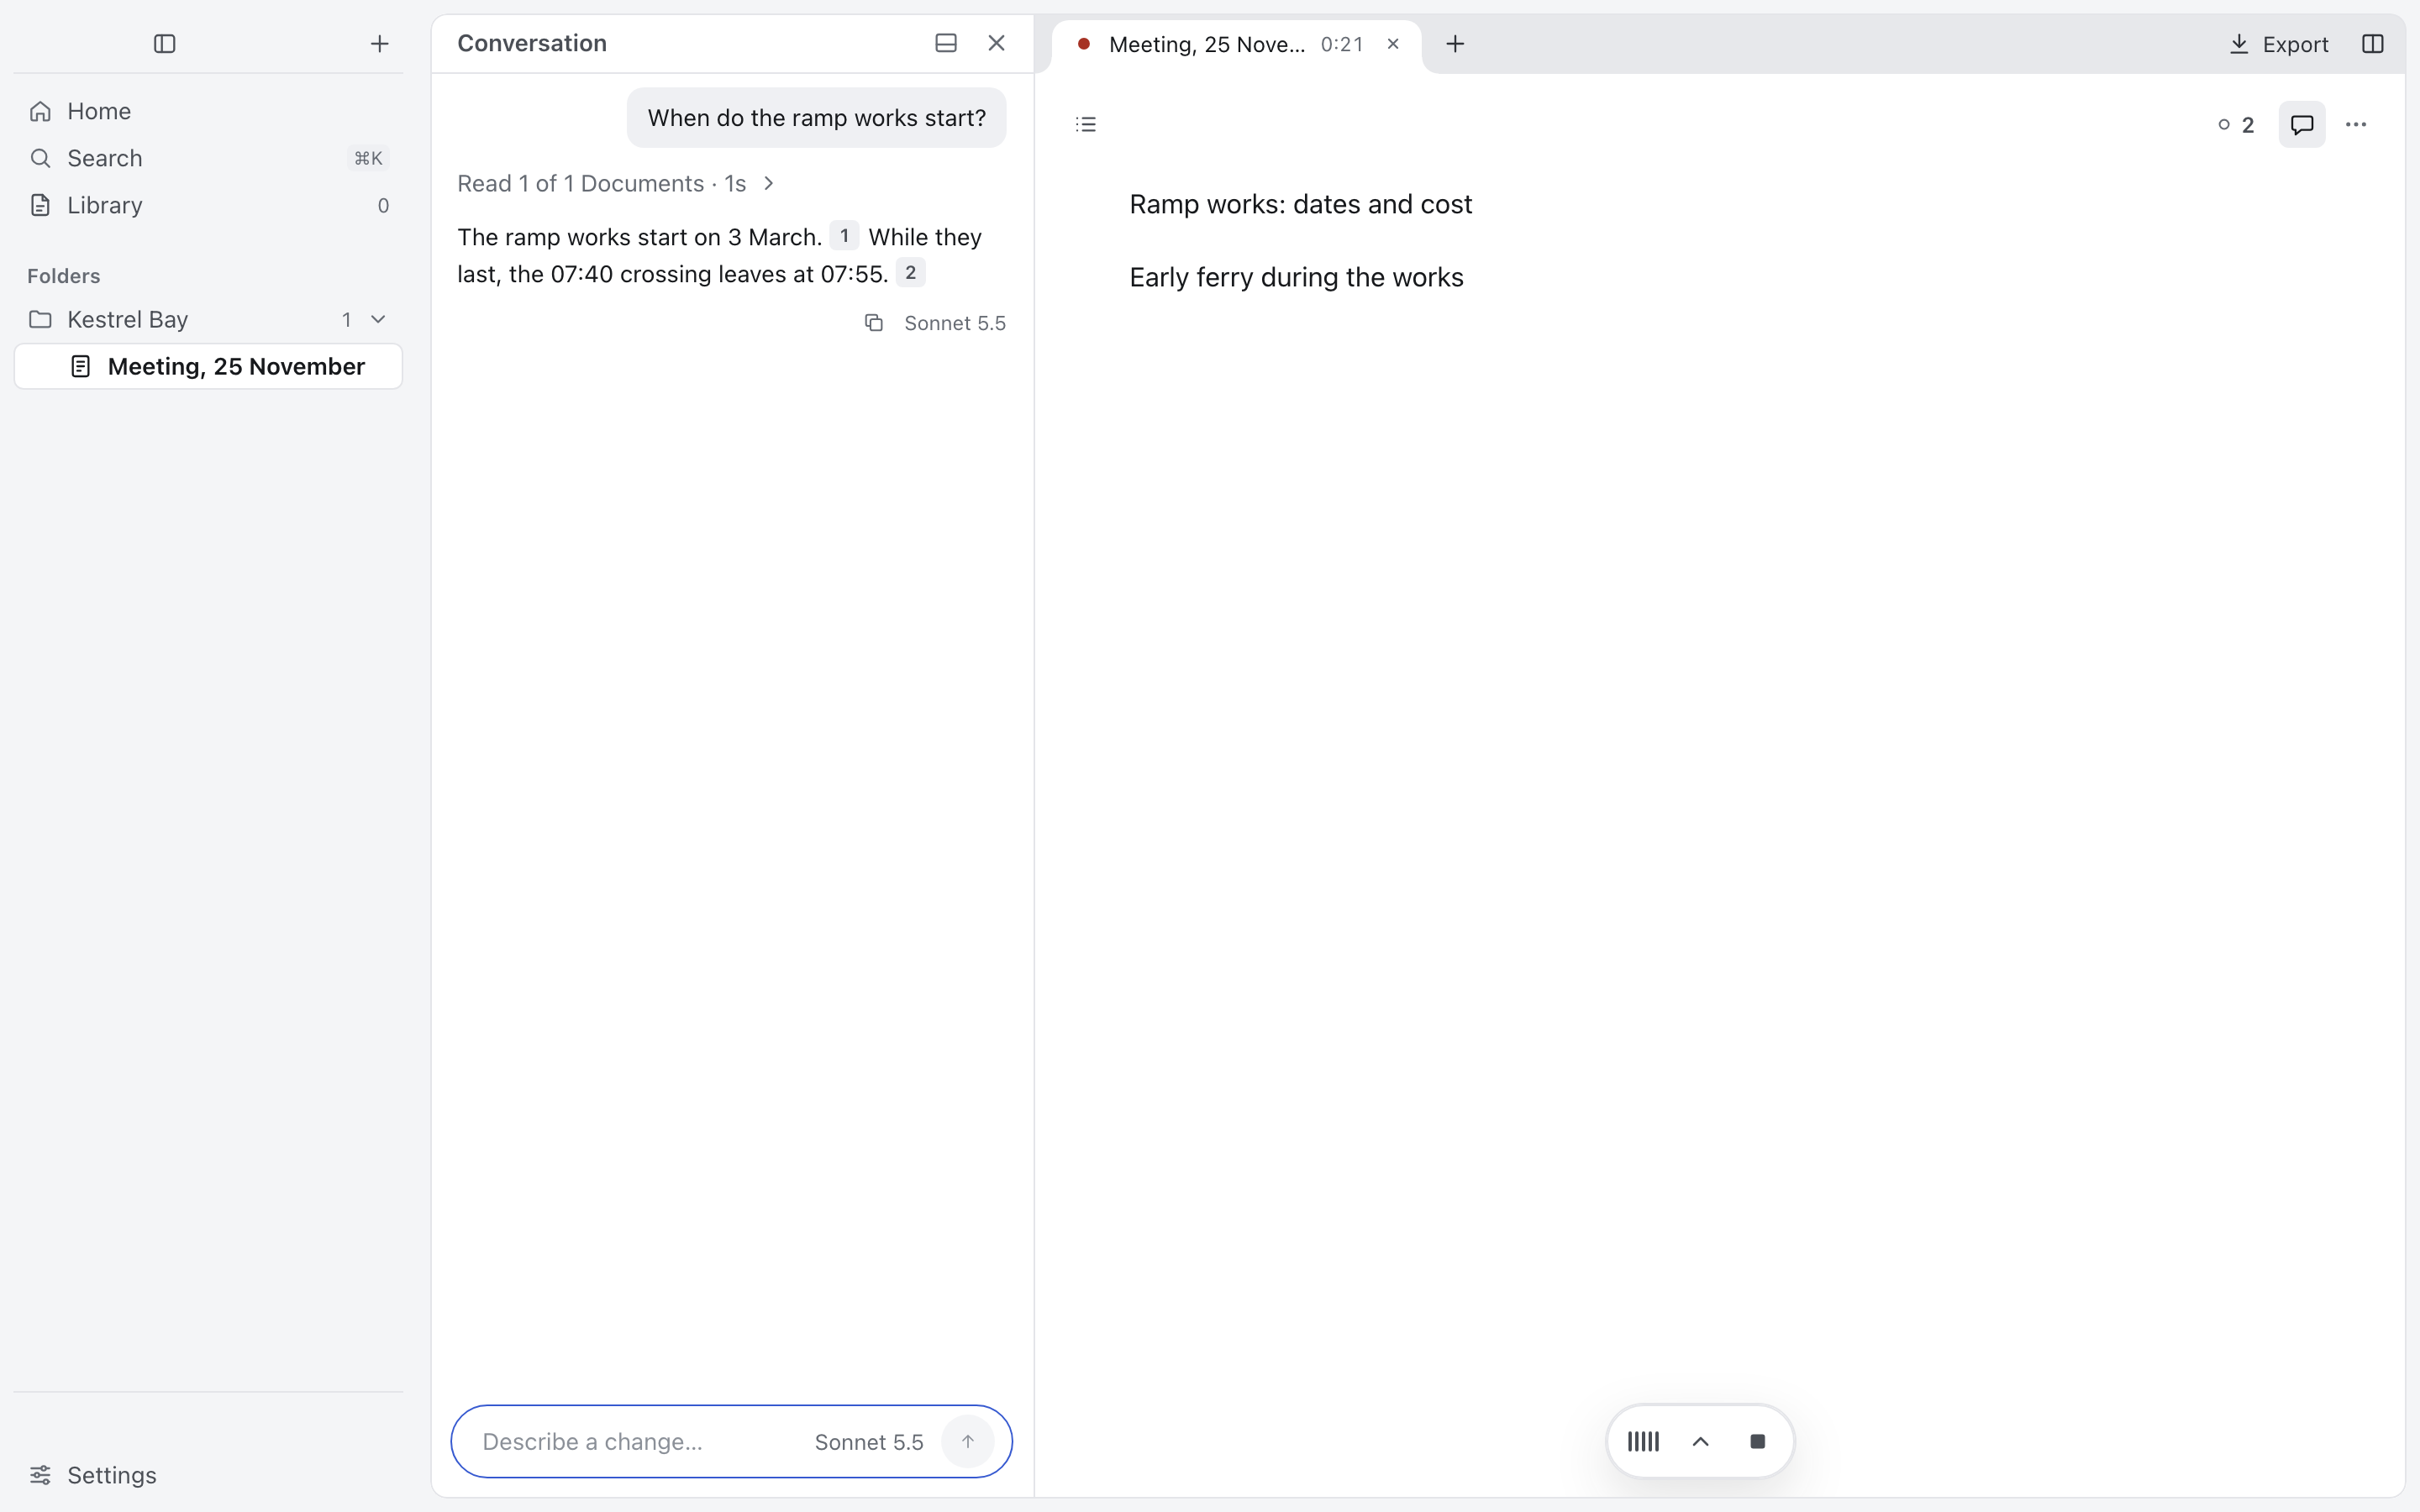 Home
Search ⌘K
Library 0
Folders
Kestrel Bay 1
Meeting, 25 November
Settings
Conversation
When do the ramp works start?
Read 1 of 1 Documents · 1s
The ramp works start on 3 March. 1 While they
last, the 07:40 crossing leaves at 07:55. 2
Sonnet 5.5
Describe a change... Sonnet 5.5
Meeting, 25 Nove... 0:21
Export
2
Ramp works: dates and cost
Early ferry during the works